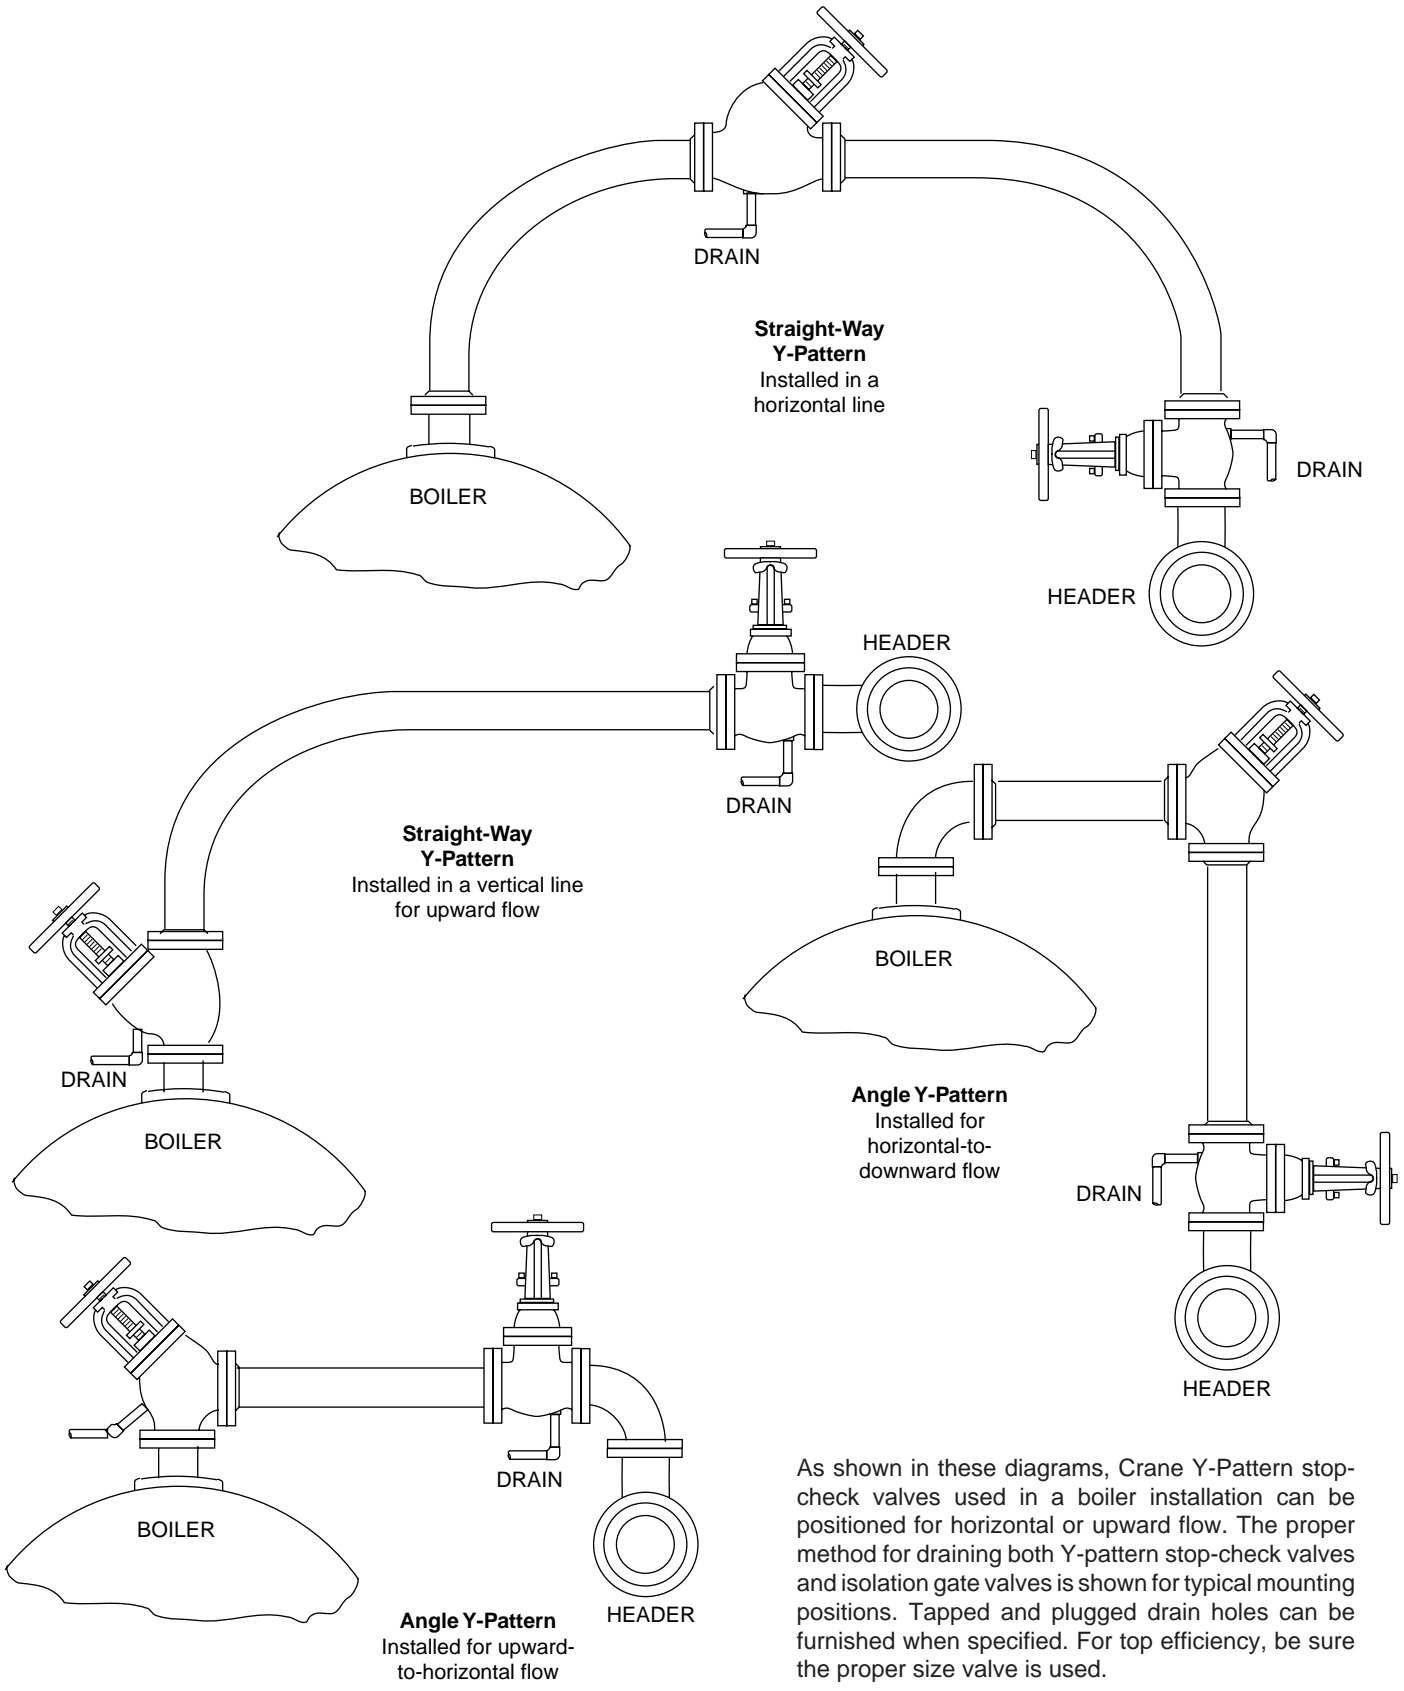 DRAIN
Straight-Way
Y-Pattern
Installed in a
horizontal line
BOILER
DRAIN
HEADER
HEADER
DRAIN
Straight-Way
Y-Pattern
Installed in a vertical line
for upward flow
DRAIN
BOILER
BOILER
Angle Y-Pattern
Installed for
horizontal-to-
downward flow
DRAIN
HEADER
DRAIN
BOILER
HEADER
Angle Y-Pattern
Installed for upward-
to-horizontal flow
As shown in these diagrams, Crane Y-Pattern stop-
check valves used in a boiler installation can be
positioned for horizontal or upward flow. The proper
method for draining both Y-pattern stop-check valves
and isolation gate valves is shown for typical mounting
positions. Tapped and plugged drain holes can be
furnished when specified. For top efficiency, be sure
the proper size valve is used.